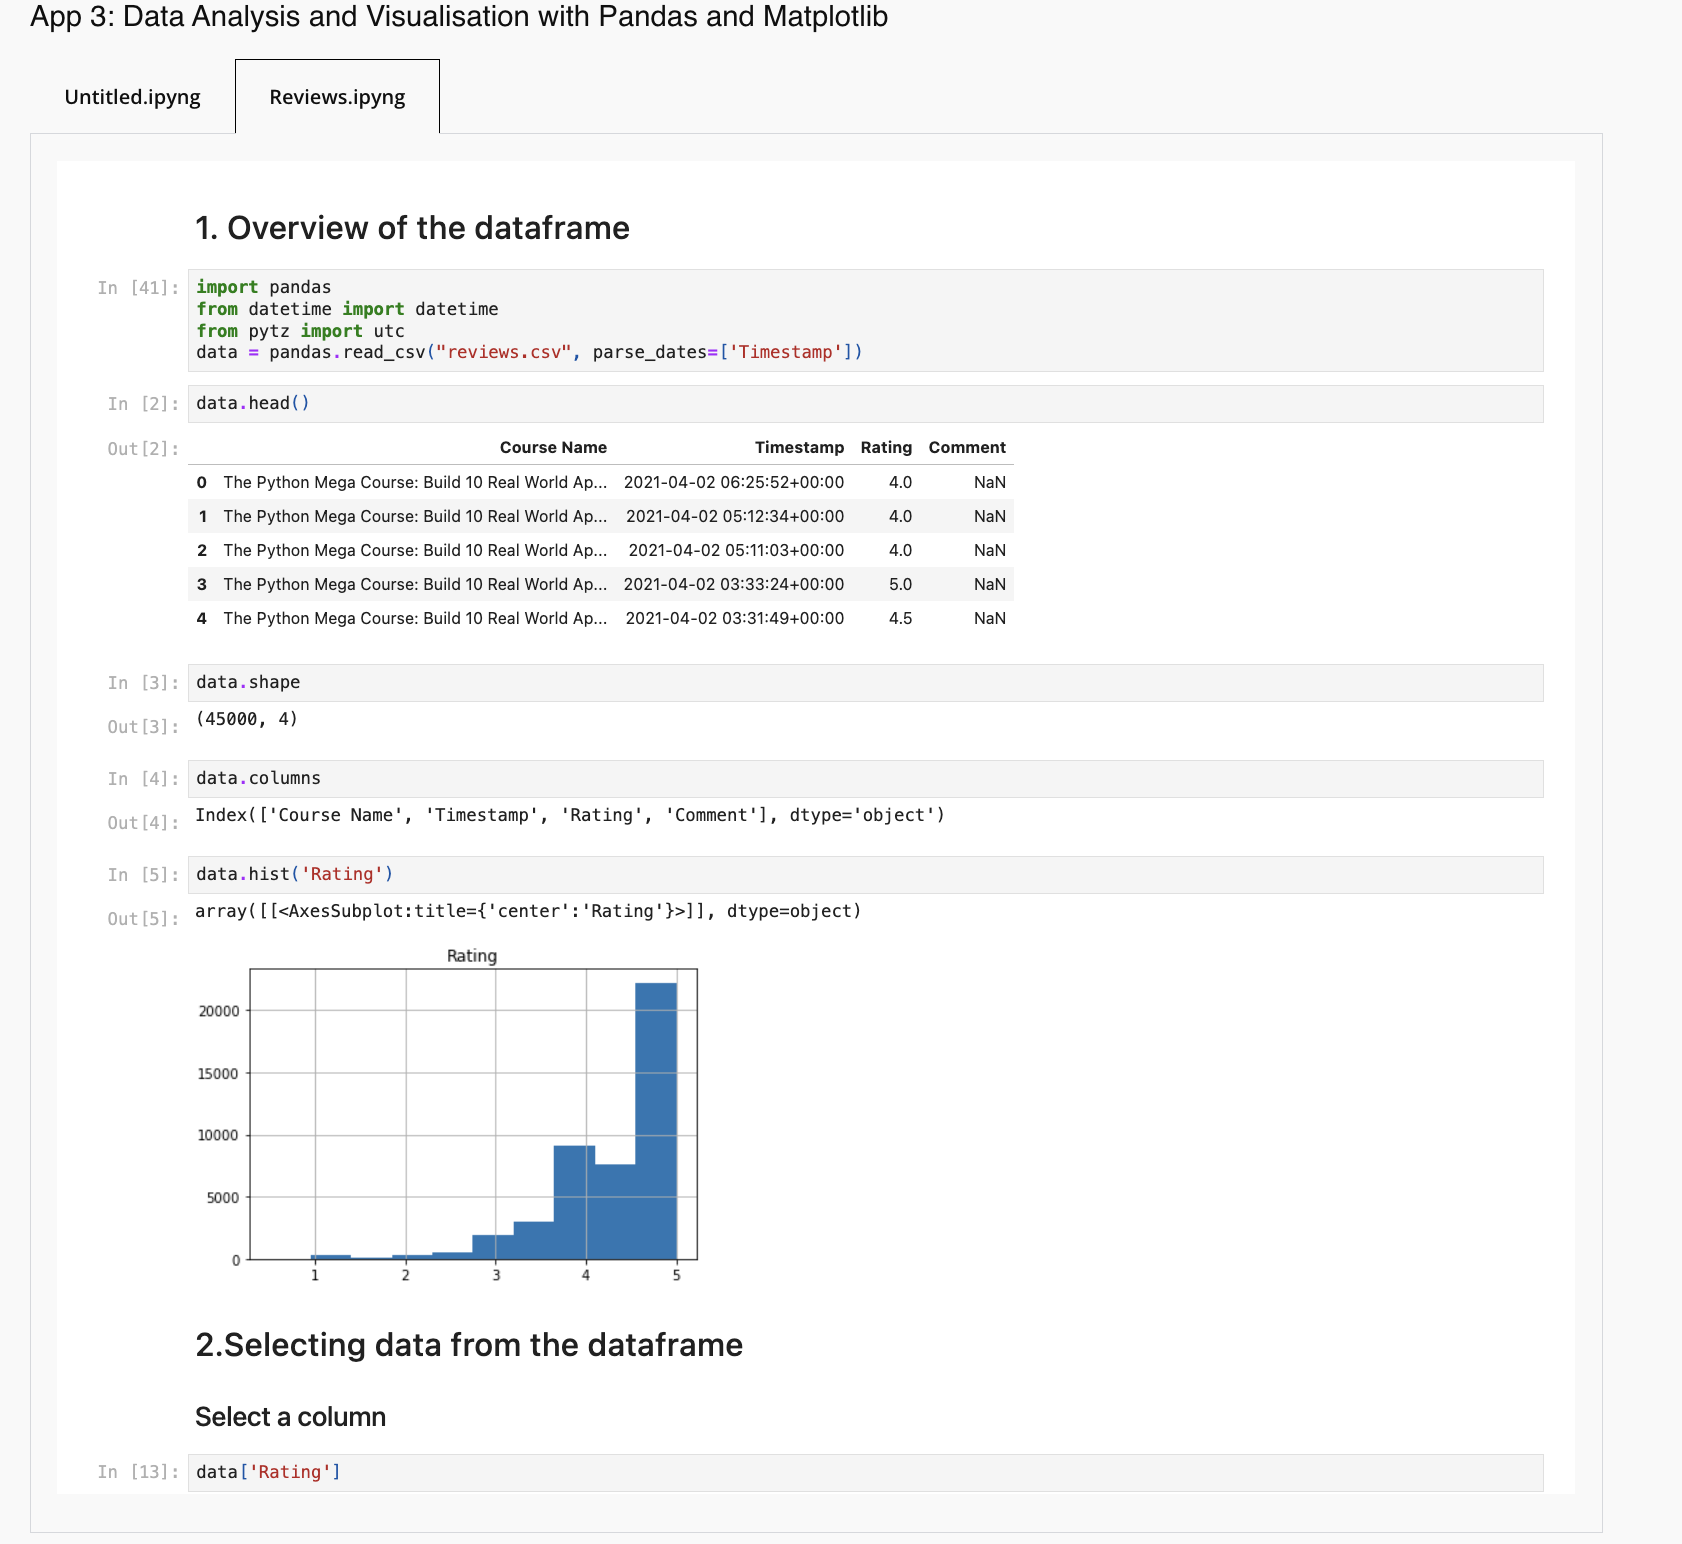 App 3: Data Analysis and Visualisation with Pandas and Matplotlib
Untitled.ipyng
Reviews.ipyng
1. Overview of the dataframe
In [41]:
import pandas
from datetime import datetime
from pytz import utc
data = pandas.read_csv("reviews.csv", parse_dates=['Timestamp'])
In [2]:
data.head()
Out[2]:
Course Name Timestamp Rating Comment
0 The Python Mega Course: Build 10 Real World Ap... 2021-04-02 06:25:52+00:00 4.0 NaN
1 The Python Mega Course: Build 10 Real World Ap... 2021-04-02 05:12:34+00:00 4.0 NaN
2 The Python Mega Course: Build 10 Real World Ap... 2021-04-02 05:11:03+00:00 4.0 NaN
3 The Python Mega Course: Build 10 Real World Ap... 2021-04-02 03:33:24+00:00 5.0 NaN
4 The Python Mega Course: Build 10 Real World Ap... 2021-04-02 03:31:49+00:00 4.5 NaN
In [3]:
data.shape
Out[3]:
(45000, 4)
In [4]:
data.columns
Out[4]:
Index(['Course Name', 'Timestamp', 'Rating', 'Comment'], dtype='object')
In [5]:
data.hist('Rating')
Out[5]:
array([[<AxesSubplot:title={'center':'Rating'}>]], dtype=object)
Rating
20000
15000
10000
5000
0
1 2 3 4 5
2.Selecting data from the dataframe
Select a column
In [13]:
data['Rating']